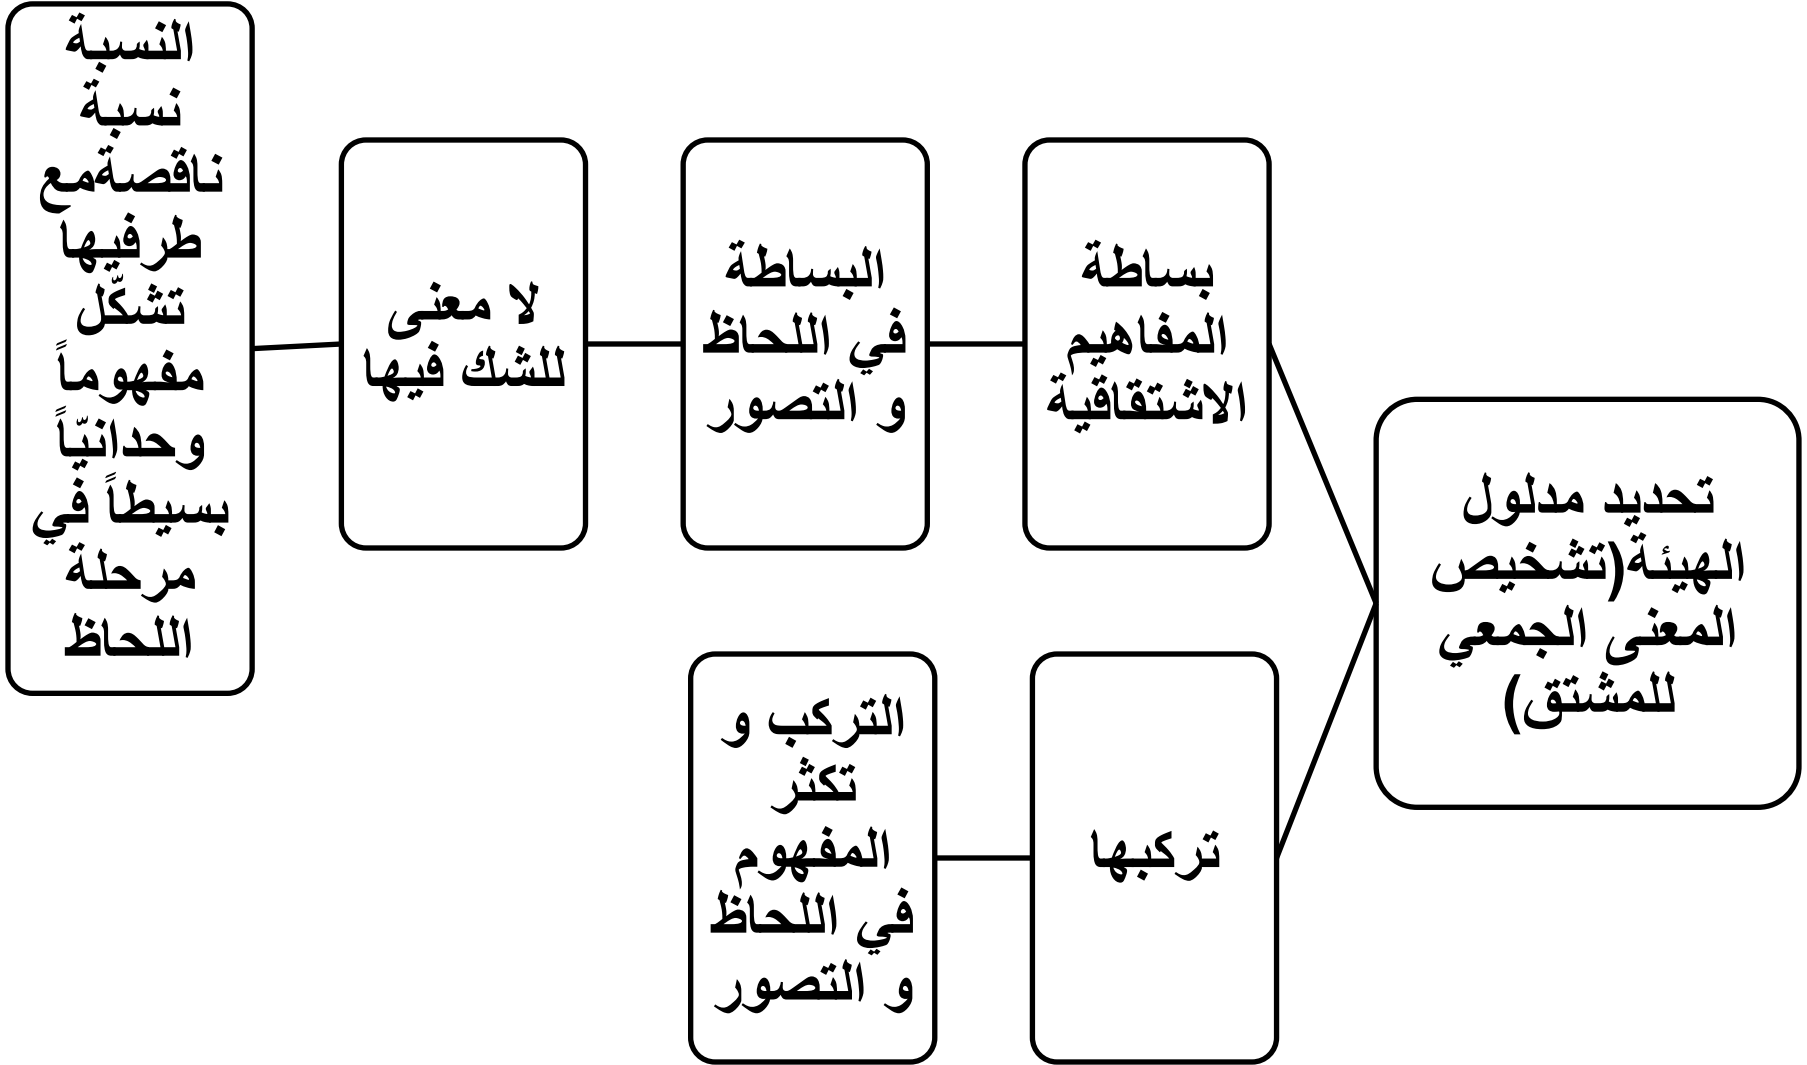 تحديد مدلول
الهيئة(تشخيص
المعنى الجمعي
للمشتق)
بساطة
المفاهيم
الاشتقاقية
البساطة
في اللحاظ
و التصور
لا معنى
للشك فيها
النسبة
نسبة
ناقصةمع
طرفيها
تشكّل
مفهوماً
وحدانيّاً
بسيطاً في
مرحلة
اللحاظ
تركبها
التركب و
تكثر
المفهوم
في اللحاظ
و التصور